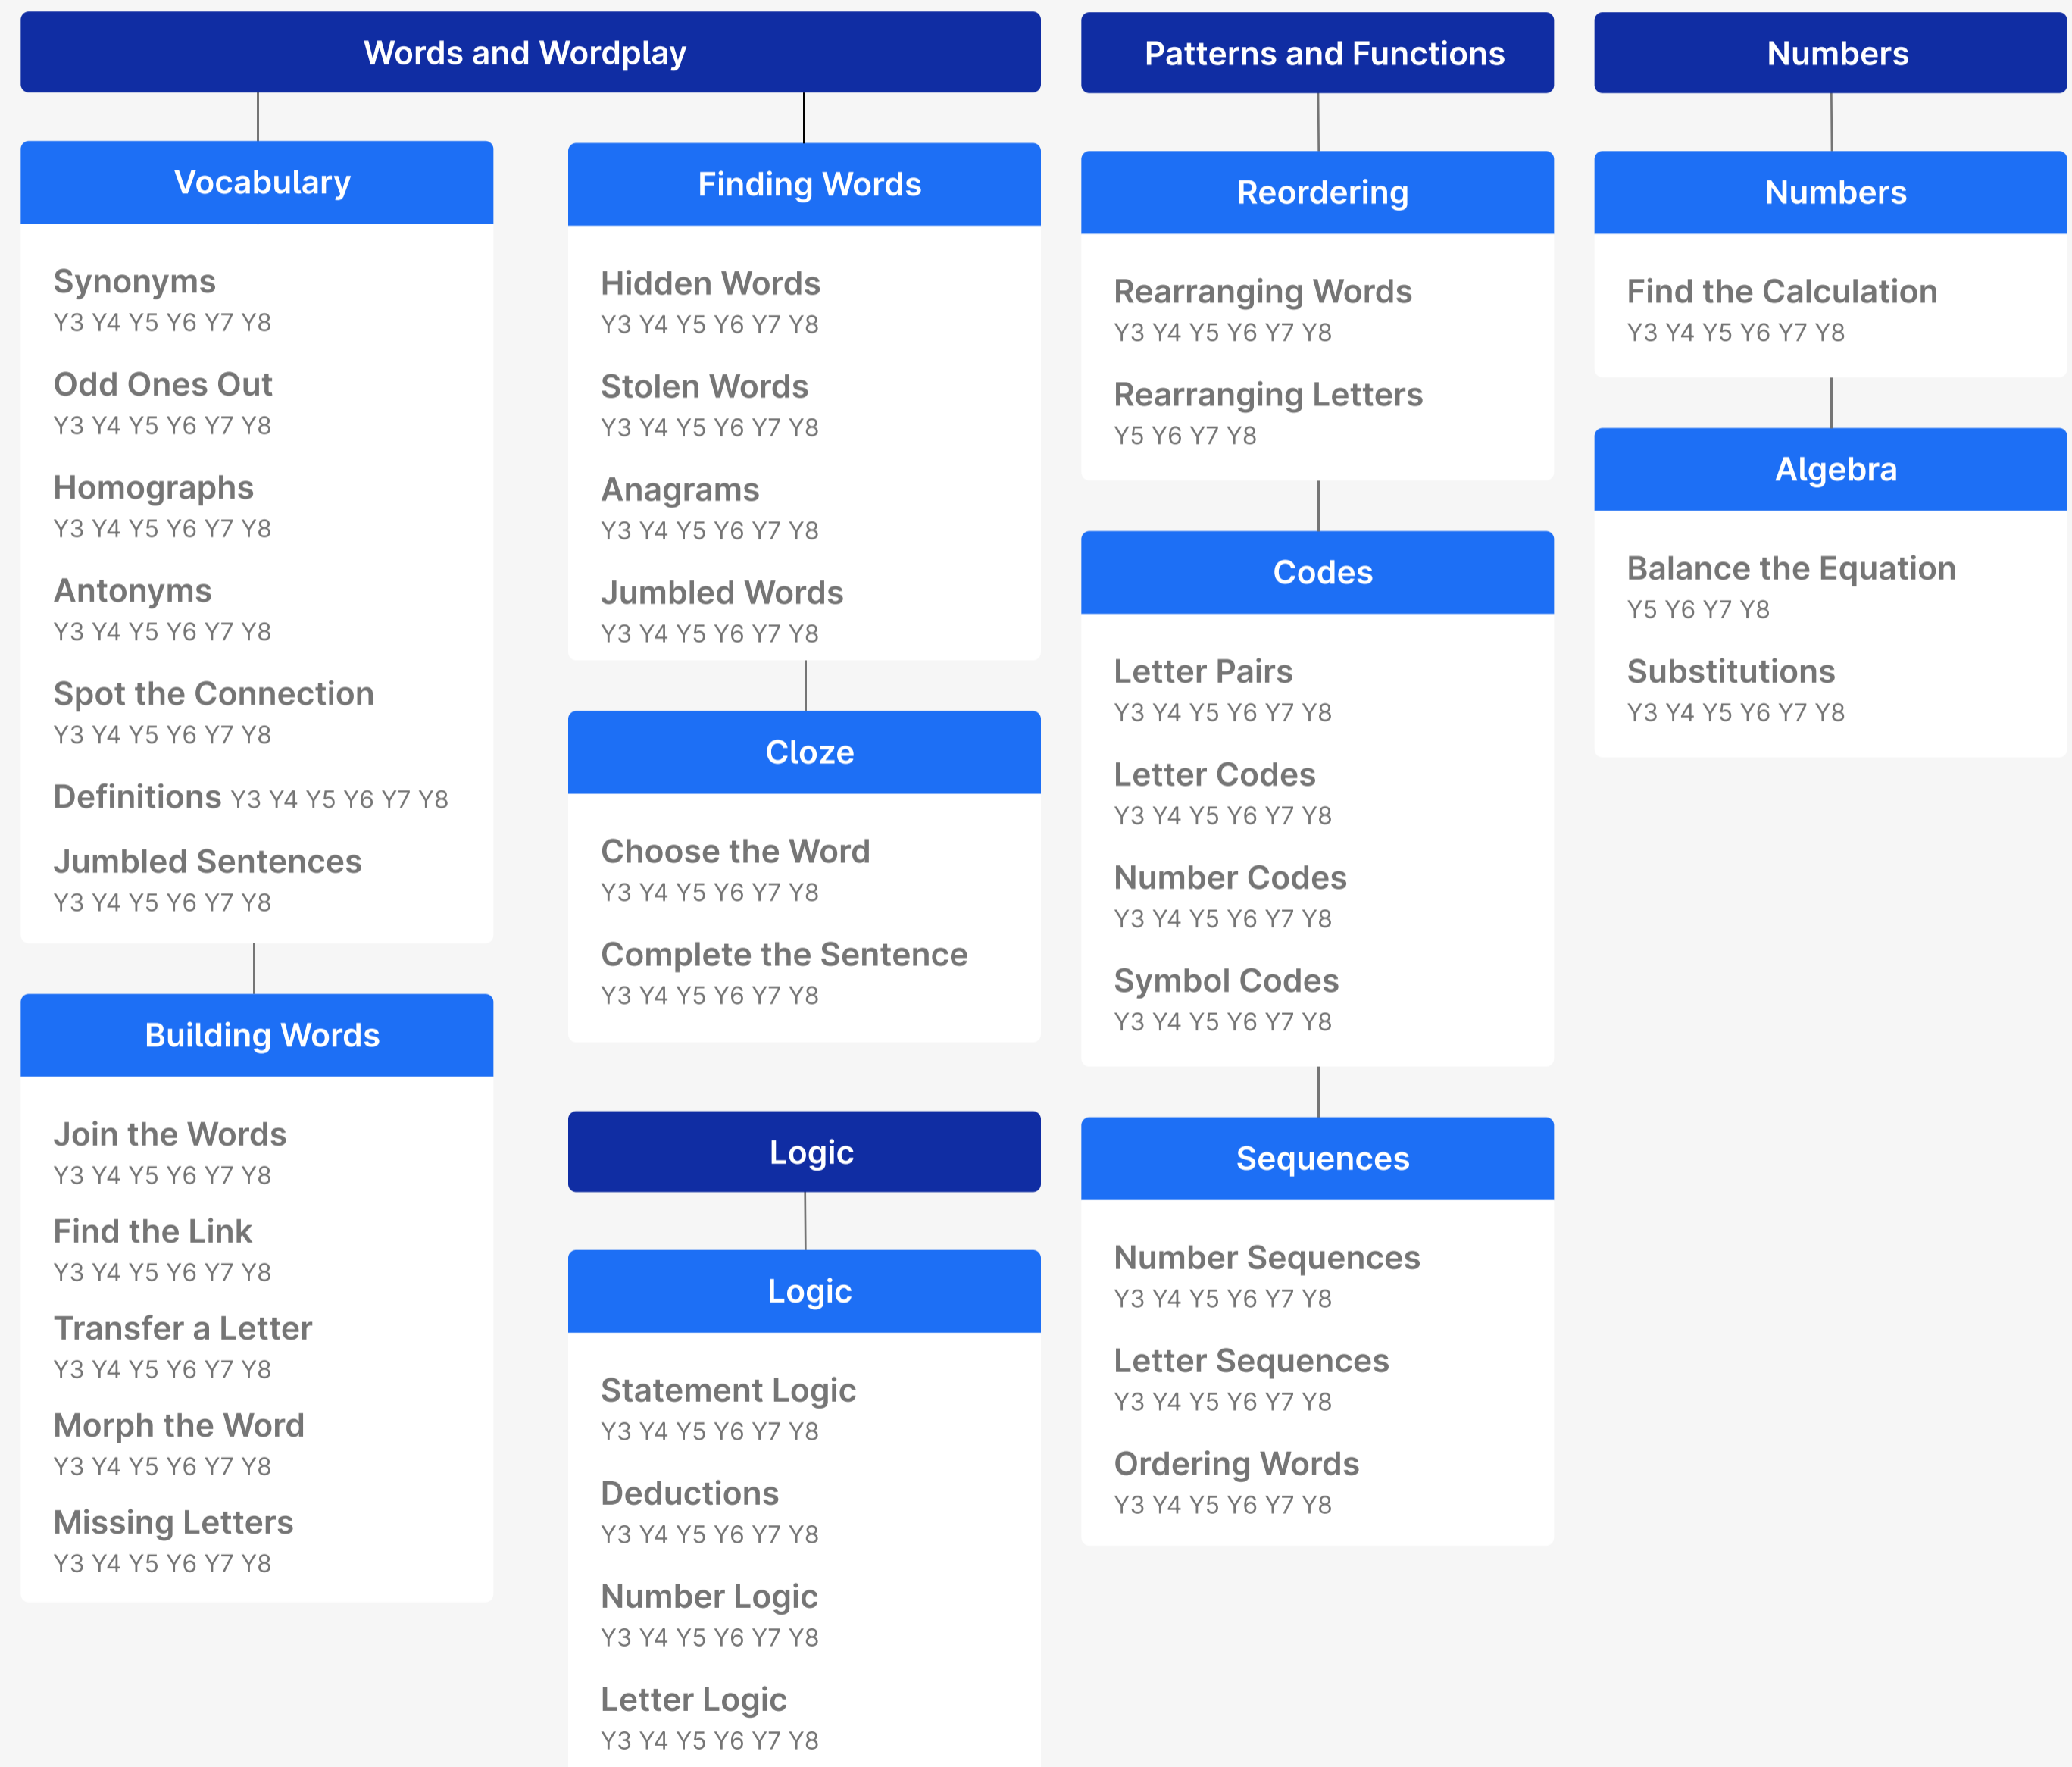 Words and Wordplay
Vocabulary
Synonyms
Y3 Y4 Y5 Y6 Y7 Y8
Odd Ones Out
Y3 Y4 Y5 Y6 Y7 Y8
Homographs
Y3 Y4 Y5 Y6 Y7 Y8
Antonyms
Y3 Y4 Y5 Y6 Y7 Y8
Spot the Connection
Y3 Y4 Y5 Y6 Y7 Y8
Definitions Y3 Y4 Y5 Y6 Y7 Y8
Jumbled Sentences
Y3 Y4 Y5 Y6 Y7 Y8
Building Words
Join the Words
Y3 Y4 Y5 Y6 Y7 Y8
Find the Link
Y3 Y4 Y5 Y6 Y7 Y8
Transfer a Letter
Y3 Y4 Y5 Y6 Y7 Y8
Morph the Word
Y3 Y4 Y5 Y6 Y7 Y8
Missing Letters
Y3 Y4 Y5 Y6 Y7 Y8
Finding Words
Hidden Words
Y3 Y4 Y5 Y6 Y7 Y8
Stolen Words
Y3 Y4 Y5 Y6 Y7 Y8
Anagrams
Y3 Y4 Y5 Y6 Y7 Y8
Jumbled Words
Y3 Y4 Y5 Y6 Y7 Y8
Cloze
Choose the Word
Y3 Y4 Y5 Y6 Y7 Y8
Complete the Sentence
Y3 Y4 Y5 Y6 Y7 Y8
Logic
Logic
Statement Logic
Y3 Y4 Y5 Y6 Y7 Y8
Deductions
Y3 Y4 Y5 Y6 Y7 Y8
Number Logic
Y3 Y4 Y5 Y6 Y7 Y8
Letter Logic
Y3 Y4 Y5 Y6 Y7 Y8
Patterns and Functions
Reordering
Rearranging Words
Y3 Y4 Y5 Y6 Y7 Y8
Rearranging Letters
Y5 Y6 Y7 Y8
Codes
Letter Pairs
Y3 Y4 Y5 Y6 Y7 Y8
Letter Codes
Y3 Y4 Y5 Y6 Y7 Y8
Number Codes
Y3 Y4 Y5 Y6 Y7 Y8
Symbol Codes
Y3 Y4 Y5 Y6 Y7 Y8
Sequences
Number Sequences
Y3 Y4 Y5 Y6 Y7 Y8
Letter Sequences
Y3 Y4 Y5 Y6 Y7 Y8
Ordering Words
Y3 Y4 Y5 Y6 Y7 Y8
Numbers
Numbers
Find the Calculation
Y3 Y4 Y5 Y6 Y7 Y8
Algebra
Balance the Equation
Y5 Y6 Y7 Y8
Substitutions
Y3 Y4 Y5 Y6 Y7 Y8